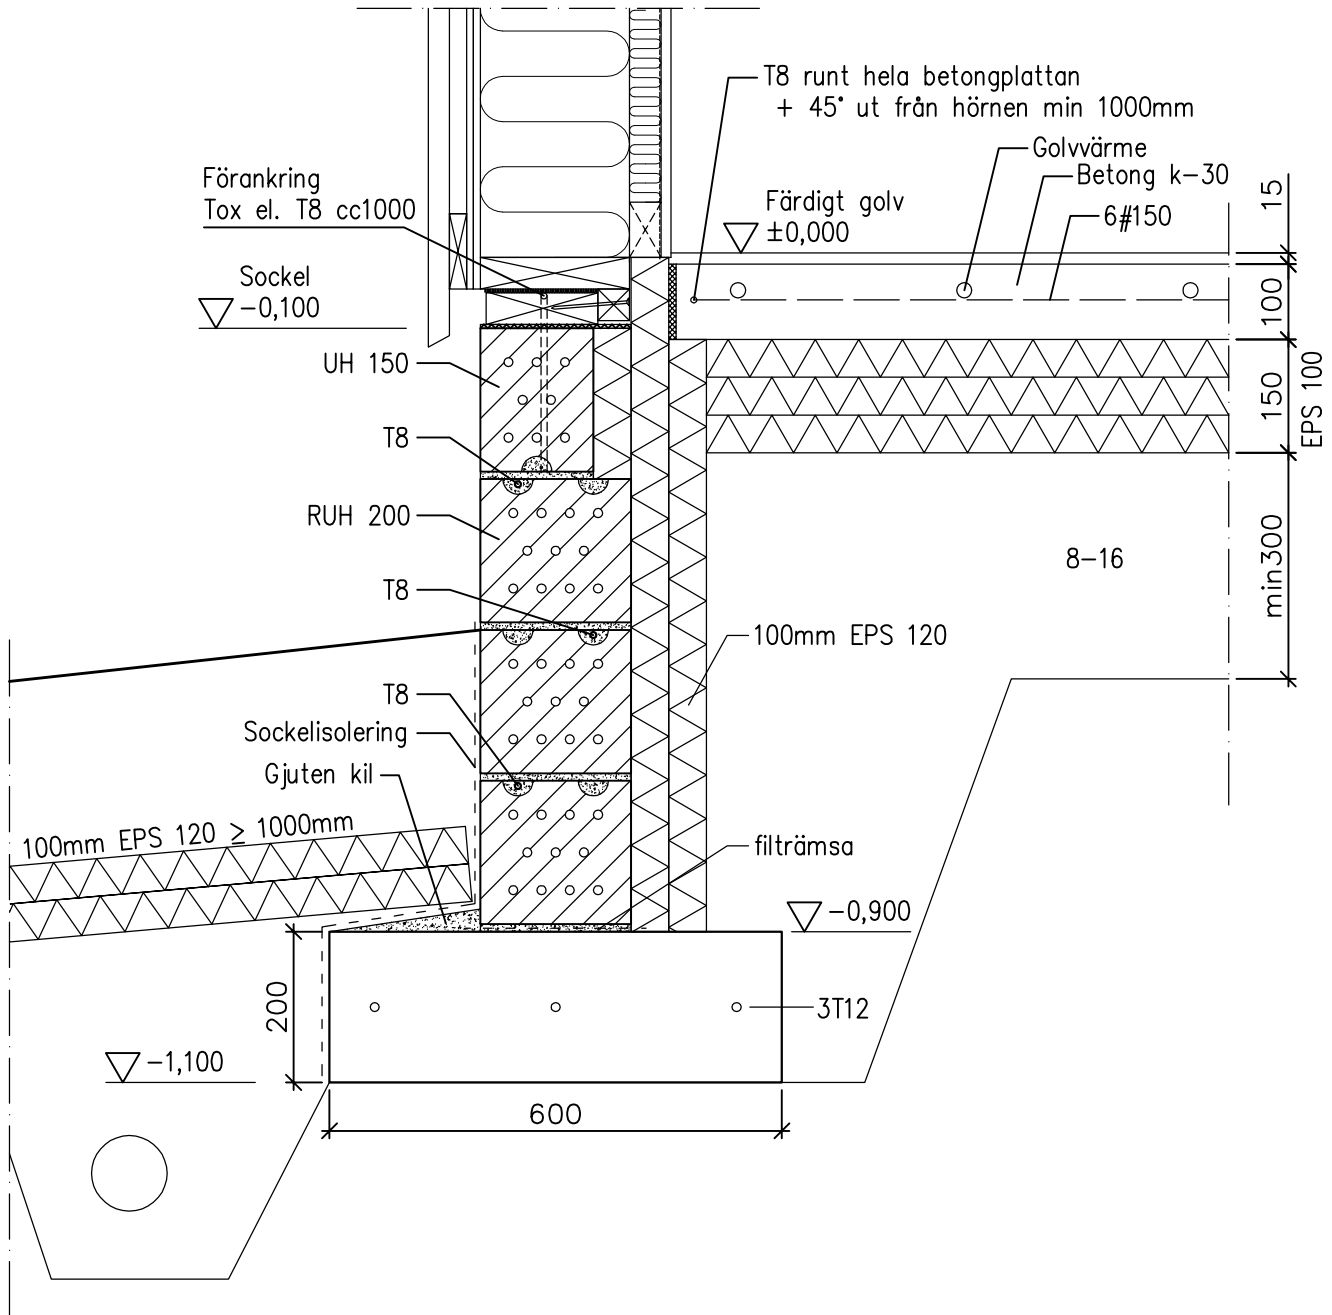 T8 runt hela betongplattan
+ 45° ut från hörnen min 1000mm
Golvvärme
Betong k-30
6#150
Färdigt golv
±0,000
15
100
150
EPS 100
min300
Förankring
Tox el. T8 cc1000
Sockel
-0,100
UH 150
T8
RUH 200
T8
8-16
100mm EPS 120
T8
Sockelisolering
Gjuten kil
100mm EPS 120 ≥ 1000mm
filträmsa
-0,900
200
3T12
-1,100
600